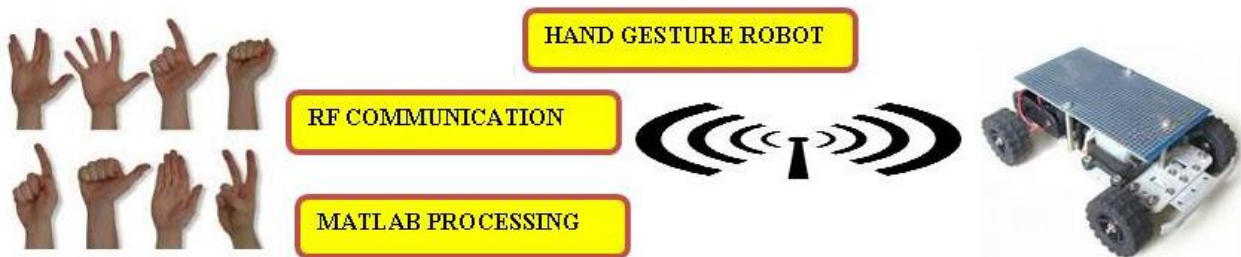 HAND GESTURE ROBOT
RF COMMUNICATION
MATLAB PROCESSING